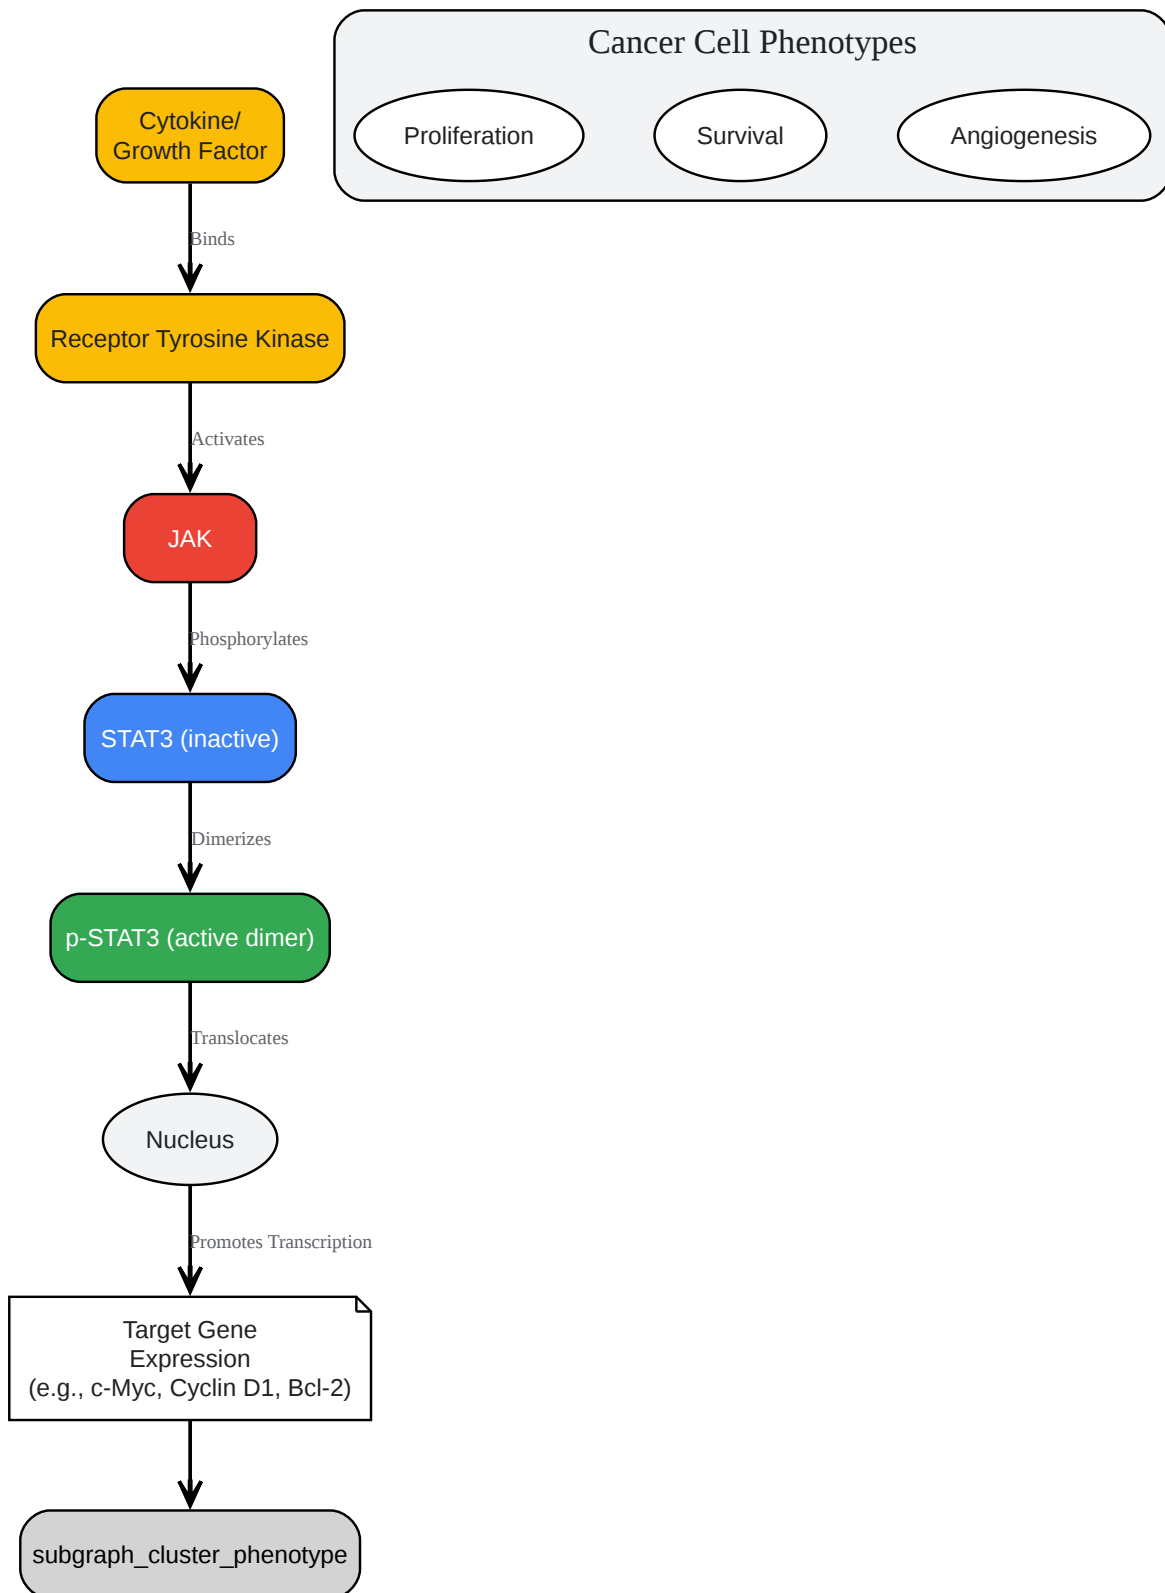 Cancer Cell Phenotypes
Proliferation
Survival
Angiogenesis
Cytokine/
Growth Factor
Binds
Receptor Tyrosine Kinase
Activates
JAK
Phosphorylates
STAT3 (inactive)
Dimerizes
p-STAT3 (active dimer)
Translocates
Nucleus
Promotes Transcription
Target Gene
Expression
(e.g., c-Myc, Cyclin D1, Bcl-2)
subgraph_cluster_phenotype